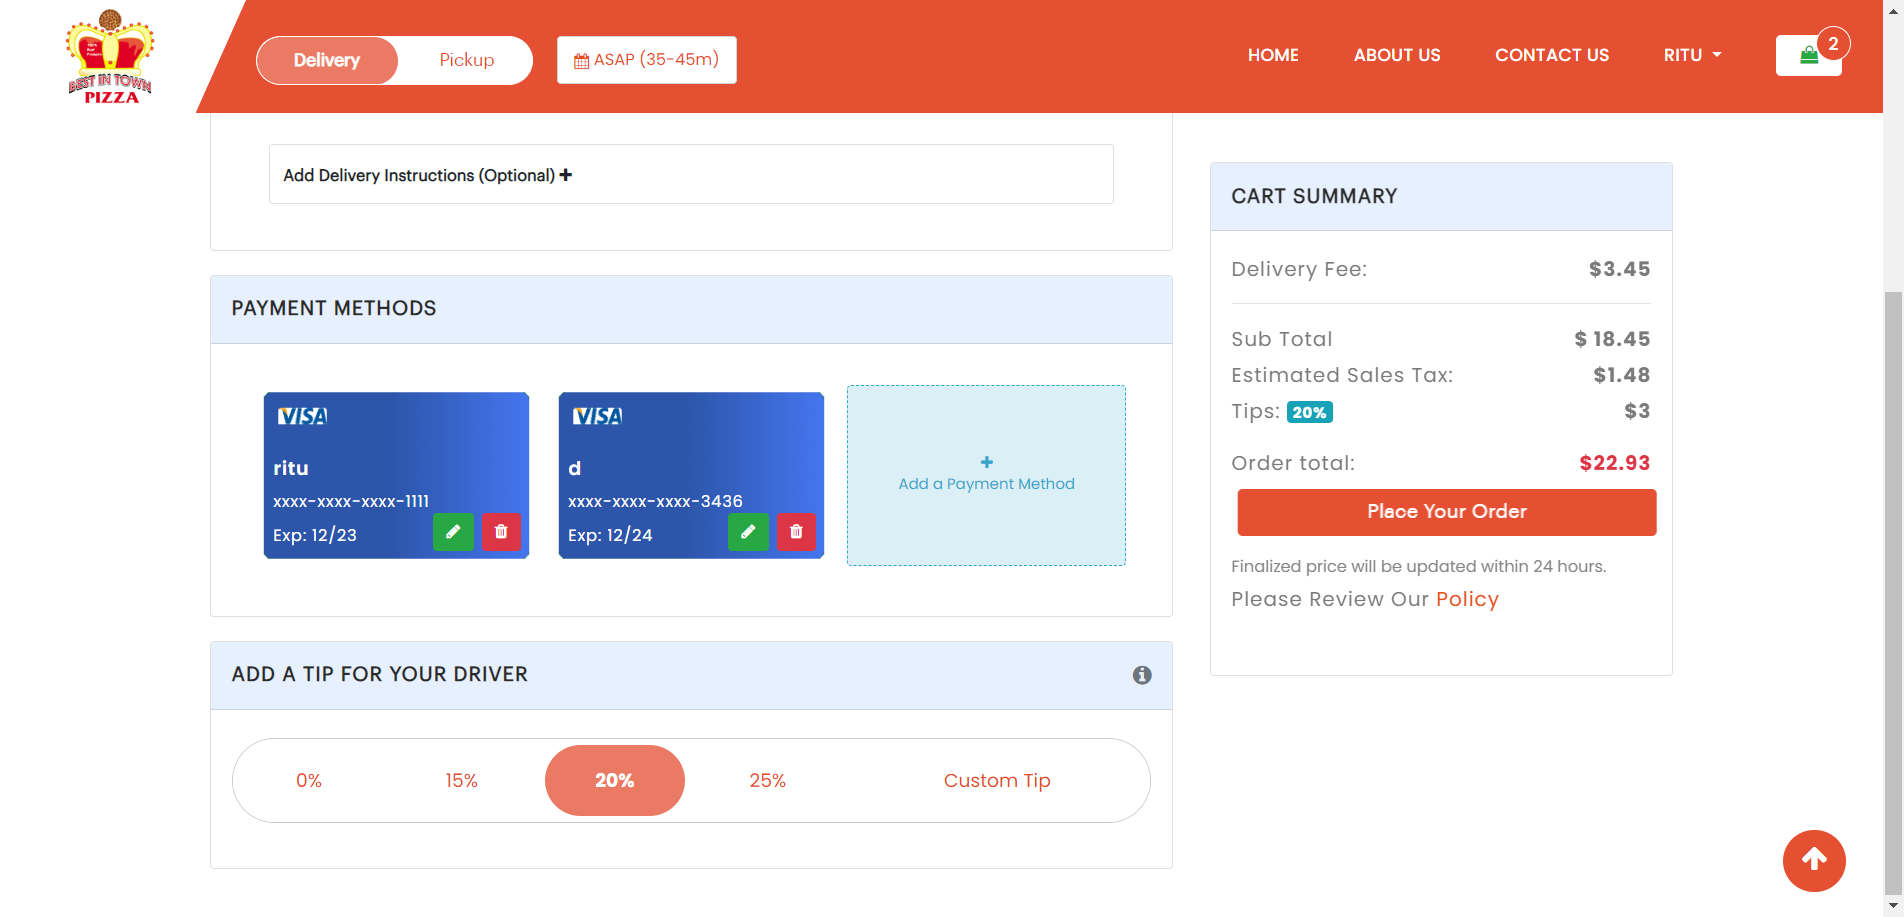 BEST IN TOWN
PIZZA
Delivery
Pickup
ASAP (35-45m)
HOME
ABOUT US
CONTACT US
RITU
2
Add Delivery Instructions (Optional)
PAYMENT METHODS
VISA
ritu
xxxx-xxxx-xxxx-1111
Exp: 12/23
VISA
d
xxxx-xxxx-xxxx-3436
Exp: 12/24
Add a Payment Method
ADD A TIP FOR YOUR DRIVER
0%
15%
20%
25%
Custom Tip
CART SUMMARY
Delivery Fee: $3.45
Sub Total $ 18.45
Estimated Sales Tax: $1.48
Tips: 20% $3
Order total: $22.93
Place Your Order
Finalized price will be updated within 24 hours.
Please Review Our Policy